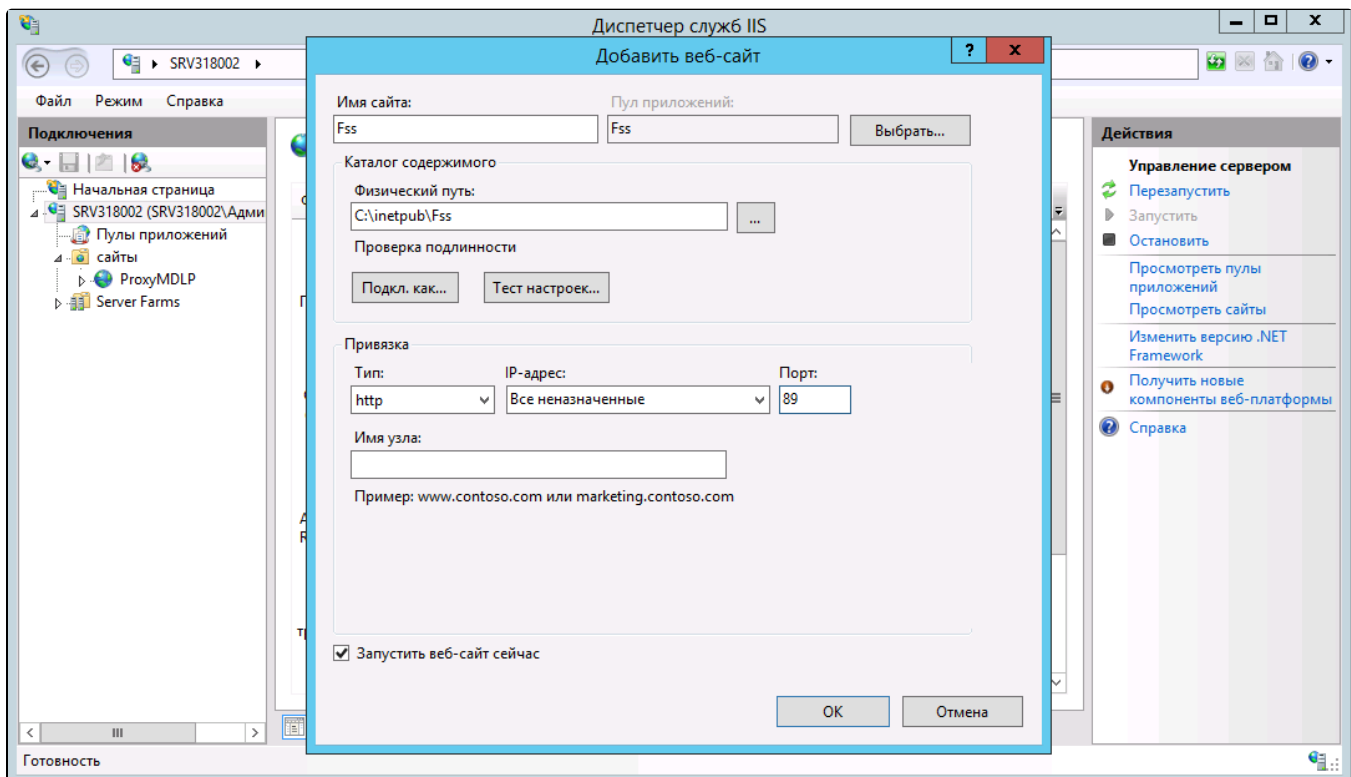 Диспетчер служб IIS
SRV318002
Файл Режим Справка
Подключения
Начальная страница
SRV318002 (SRV318002\Адми
Пулы приложений
сайты
ProxyMDLP
Server Farms
Готовность
Добавить веб-сайт
Имя сайта: Пул приложений:
Fss Fss Выбрать...
Каталог содержимого
Физический путь:
C:\inetpub\Fss ...
Проверка подлинности
Подкл. как... Тест настроек...
Привязка
Тип: IP-адрес: Порт:
http Все неназначенные 89
Имя узла:
Пример: www.contoso.com или marketing.contoso.com
Запустить веб-сайт сейчас
ОК Отмена
Действия
Управление сервером
Перезапустить
Запустить
Остановить
Просмотреть пулы
приложений
Просмотреть сайты
Изменить версию .NET
Framework
Получить новые
компоненты веб-платформы
Справка